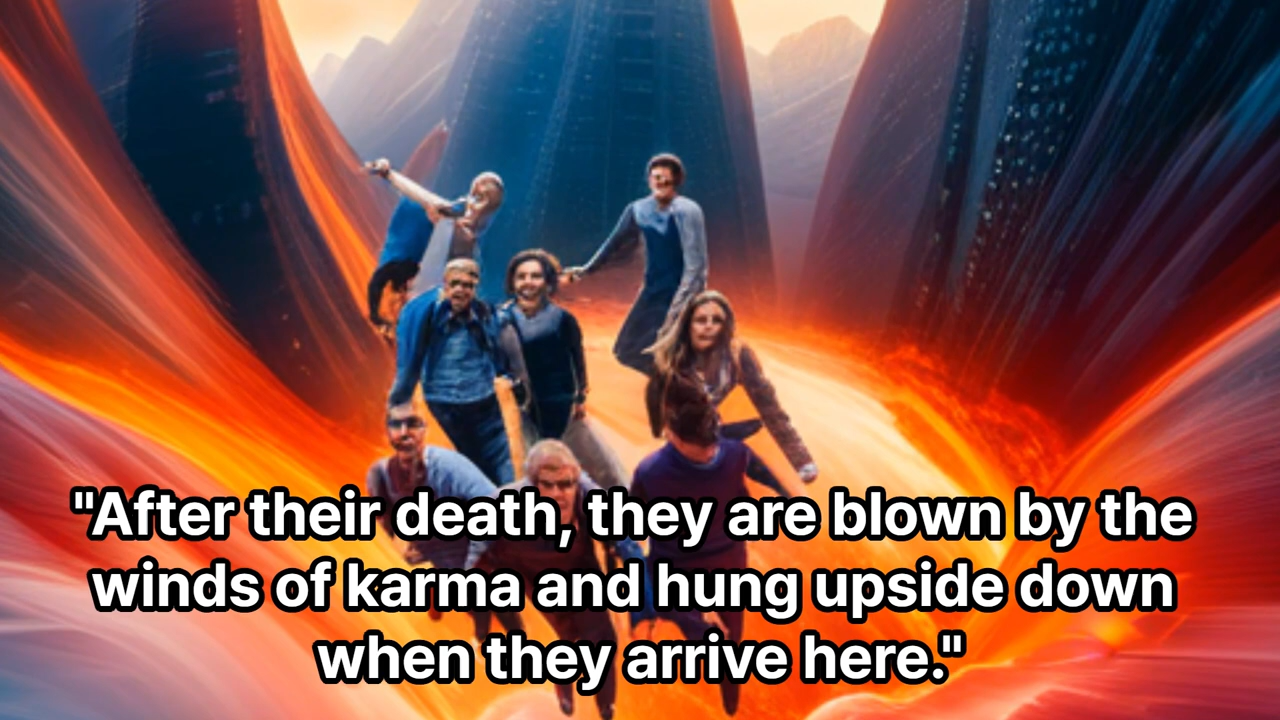 "After their death, they are blown by the
winds of karma and hung upside down
when they arrive here."